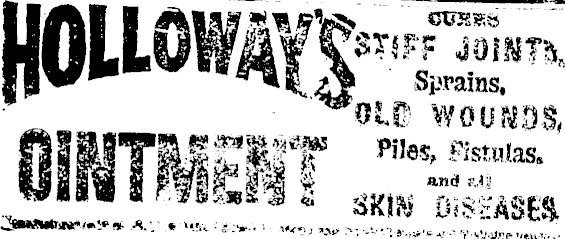 HOLLOWAY'S
OINTMENT
CURES
STIFF JOINTS,
Sprains,
OLD WOUNDS,
Piles, Fistulas,
and all
SKIN DISEASES.